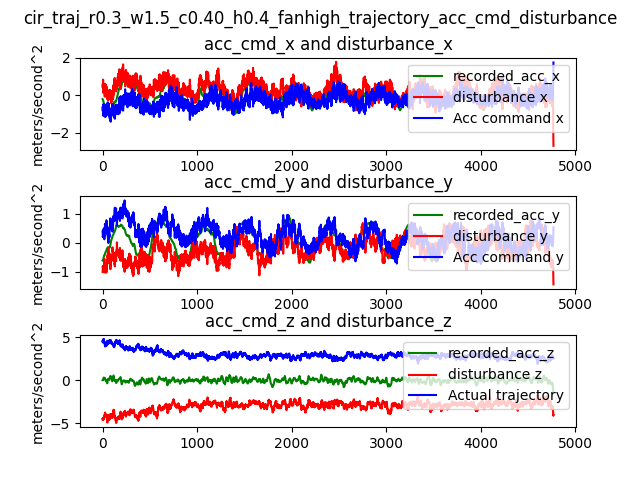 cir_traj_r0.3_w1.5_c0.40_h0.4_fanhigh_trajectory_acc_cmd_disturbance
acc_cmd_x and disturbance_x
meters/second^2
2
0
−2
recorded_acc_x
disturbance x
Acc command x
0 1000 2000 3000 4000 5000
acc_cmd_y and disturbance_y
meters/second^2
1
0
−1
recorded_acc_y
disturbance y
Acc command y
0 1000 2000 3000 4000 5000
acc_cmd_z and disturbance_z
meters/second^2
5
0
−5
recorded_acc_z
disturbance z
Actual trajectory
0 1000 2000 3000 4000 5000